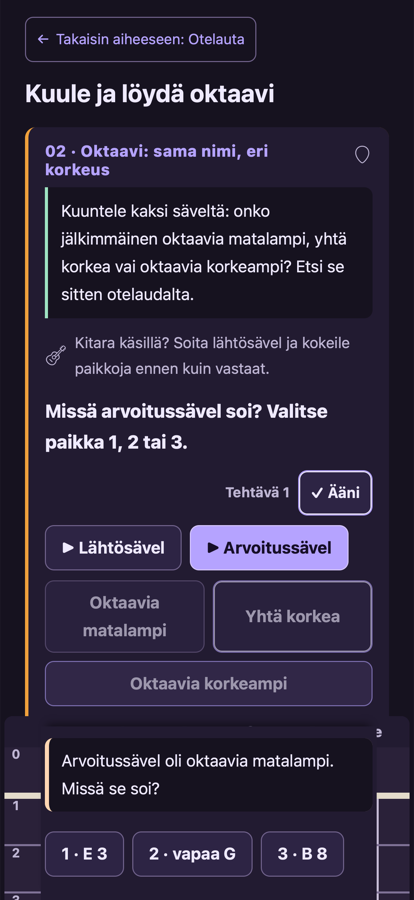 ← Takaisin aiheeseen: Otelauta
Kuule ja löydä oktaavi
02 · Oktaavi: sama nimi, eri
korkeus
Kuuntele kaksi säveltä: onko
jälkimmäinen oktaavia matalampi, yhtä
korkea vai oktaavia korkeampi? Etsi se
sitten otelaudalta.
Kitara käsillä? Soita lähtösävel ja kokeile
paikkoja ennen kuin vastaat.
Missä arvoitussävel soi? Valitse
paikka 1, 2 tai 3.
Tehtävä 1 ✓ Ääni
▶ Lähtösävel ▶ Arvoitussävel
Oktaavia
matalampi
Yhtä korkea
Oktaavia korkeampi
e
0
Arvoitussävel oli oktaavia matalampi.
Missä se soi?
1
2
1 · E 3 2 · vapaa G 3 · B 8